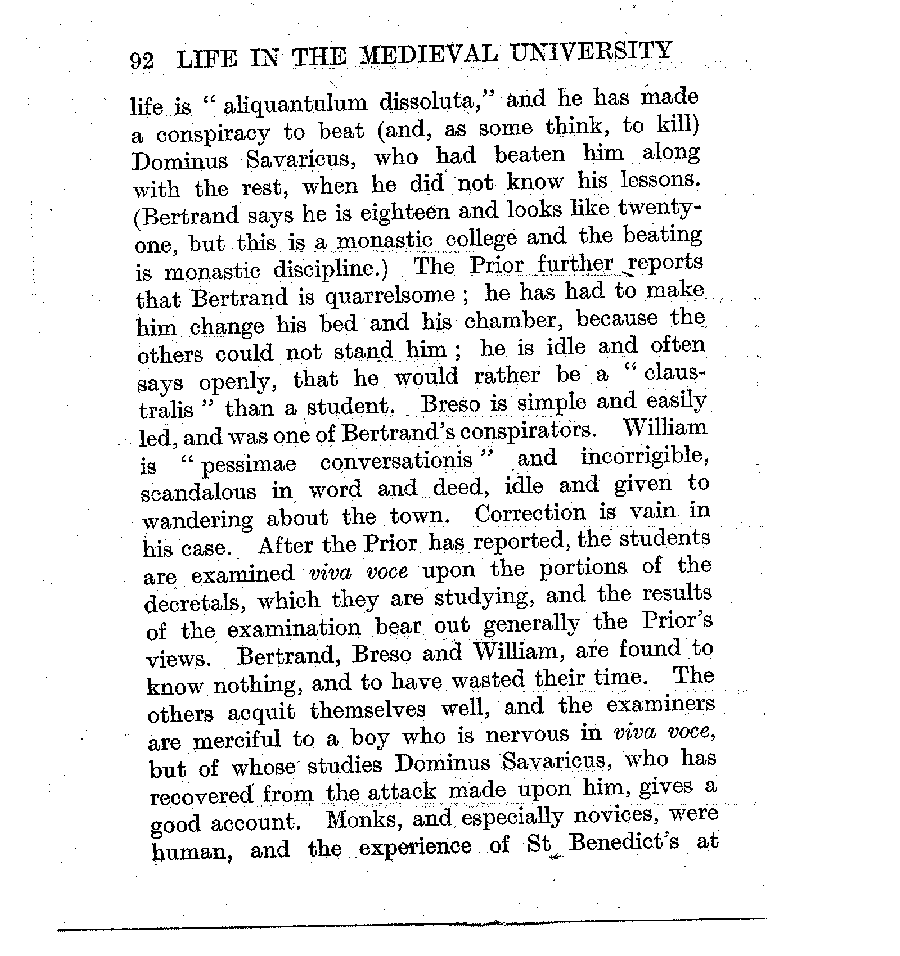 92 LIFE IN THE MEDIEVAL UNIVERSITY
life is “ aliquantulum dissoluta,” and he has made
a conspiracy to beat (and, as some think, to kill)
Dominus Savaricus, who had beaten him along
with the rest, when he did not know his lessons.
(Bertrand says he is eighteen and looks like twenty-
one, but this is a monastic college and the beating
is monastic discipline.) The Prior further reports
that Bertrand is quarrelsome ; he has had to make
him change his bed and his chamber, because the
others could not stand him ; he is idle and often
says openly, that he would rather be a “ claus-
tralis ” than a student. Breso is simple and easily
led, and was one of Bertrand’s conspirators. William
is “ pessimae conversationis ” and incorrigible,
scandalous in word and deed, idle and given to
wandering about the town. Correction is vain in
his case. After the Prior has reported, the students
are examined viva voce upon the portions of the
decretals, which they are studying, and the results
of the examination bear out generally the Prior’s
views. Bertrand, Breso and William, are found to
know nothing, and to have wasted their time. The
others acquit themselves well, and the examiners
are merciful to a boy who is nervous in viva voce,
but of whose studies Dominus Savaricus, who has
recovered from the attack made upon him, gives a
good account. Monks, and especially novices, were
human, and the experience of St Benedict’s at